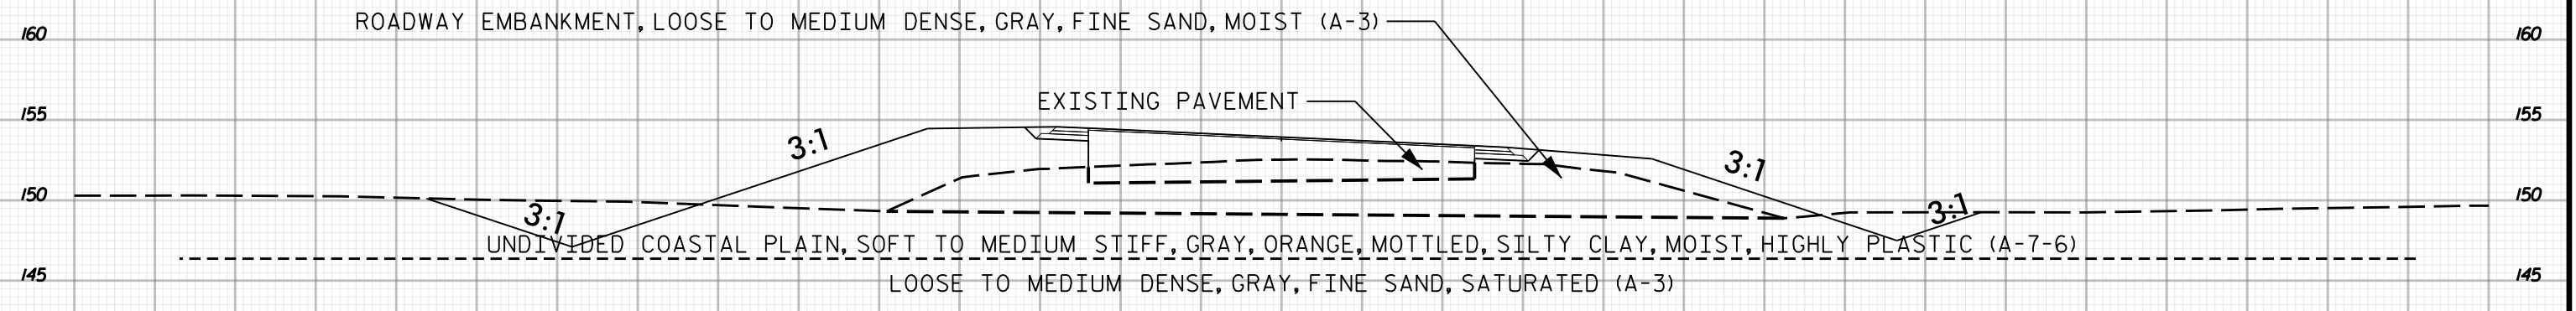 ROADWAY EMBANKMENT, LOOSE TO MEDIUM DENSE, GRAY, FINE SAND, MOIST (A-3)
160 160
EXISTING PAVEMENT
155 155
3:1 3:1
150 150
3:1 3:1
UNDIVIDED COASTAL PLAIN, SOFT TO MEDIUM STIFF, GRAY, ORANGE, MOTTLED, SILTY CLAY, MOIST, HIGHLY PLASTIC (A-7-6)
145 145
LOOSE TO MEDIUM DENSE, GRAY, FINE SAND, SATURATED (A-3)